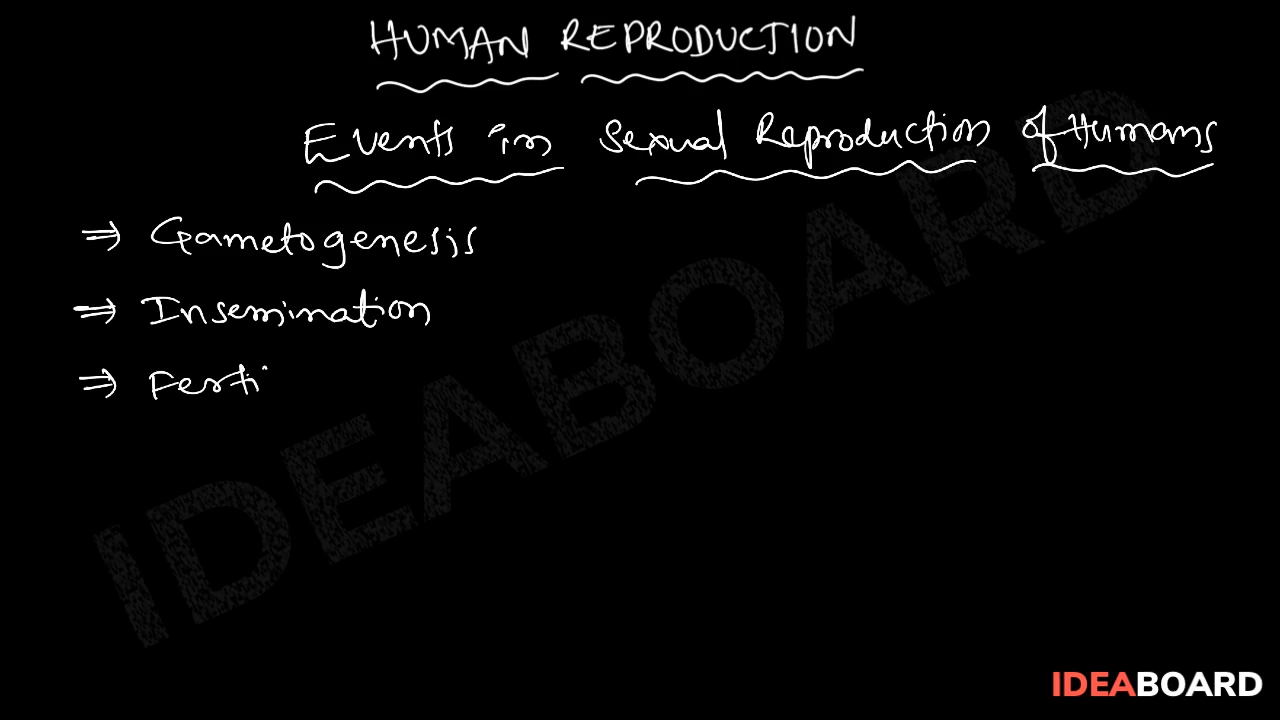 HUMAN REPRODUCTION
Events in Sexual Reproduction of Humans
⇒ Gametogenesis
⇒ Insemination
⇒ Ferti
IDEABOARD
IDEABOARD